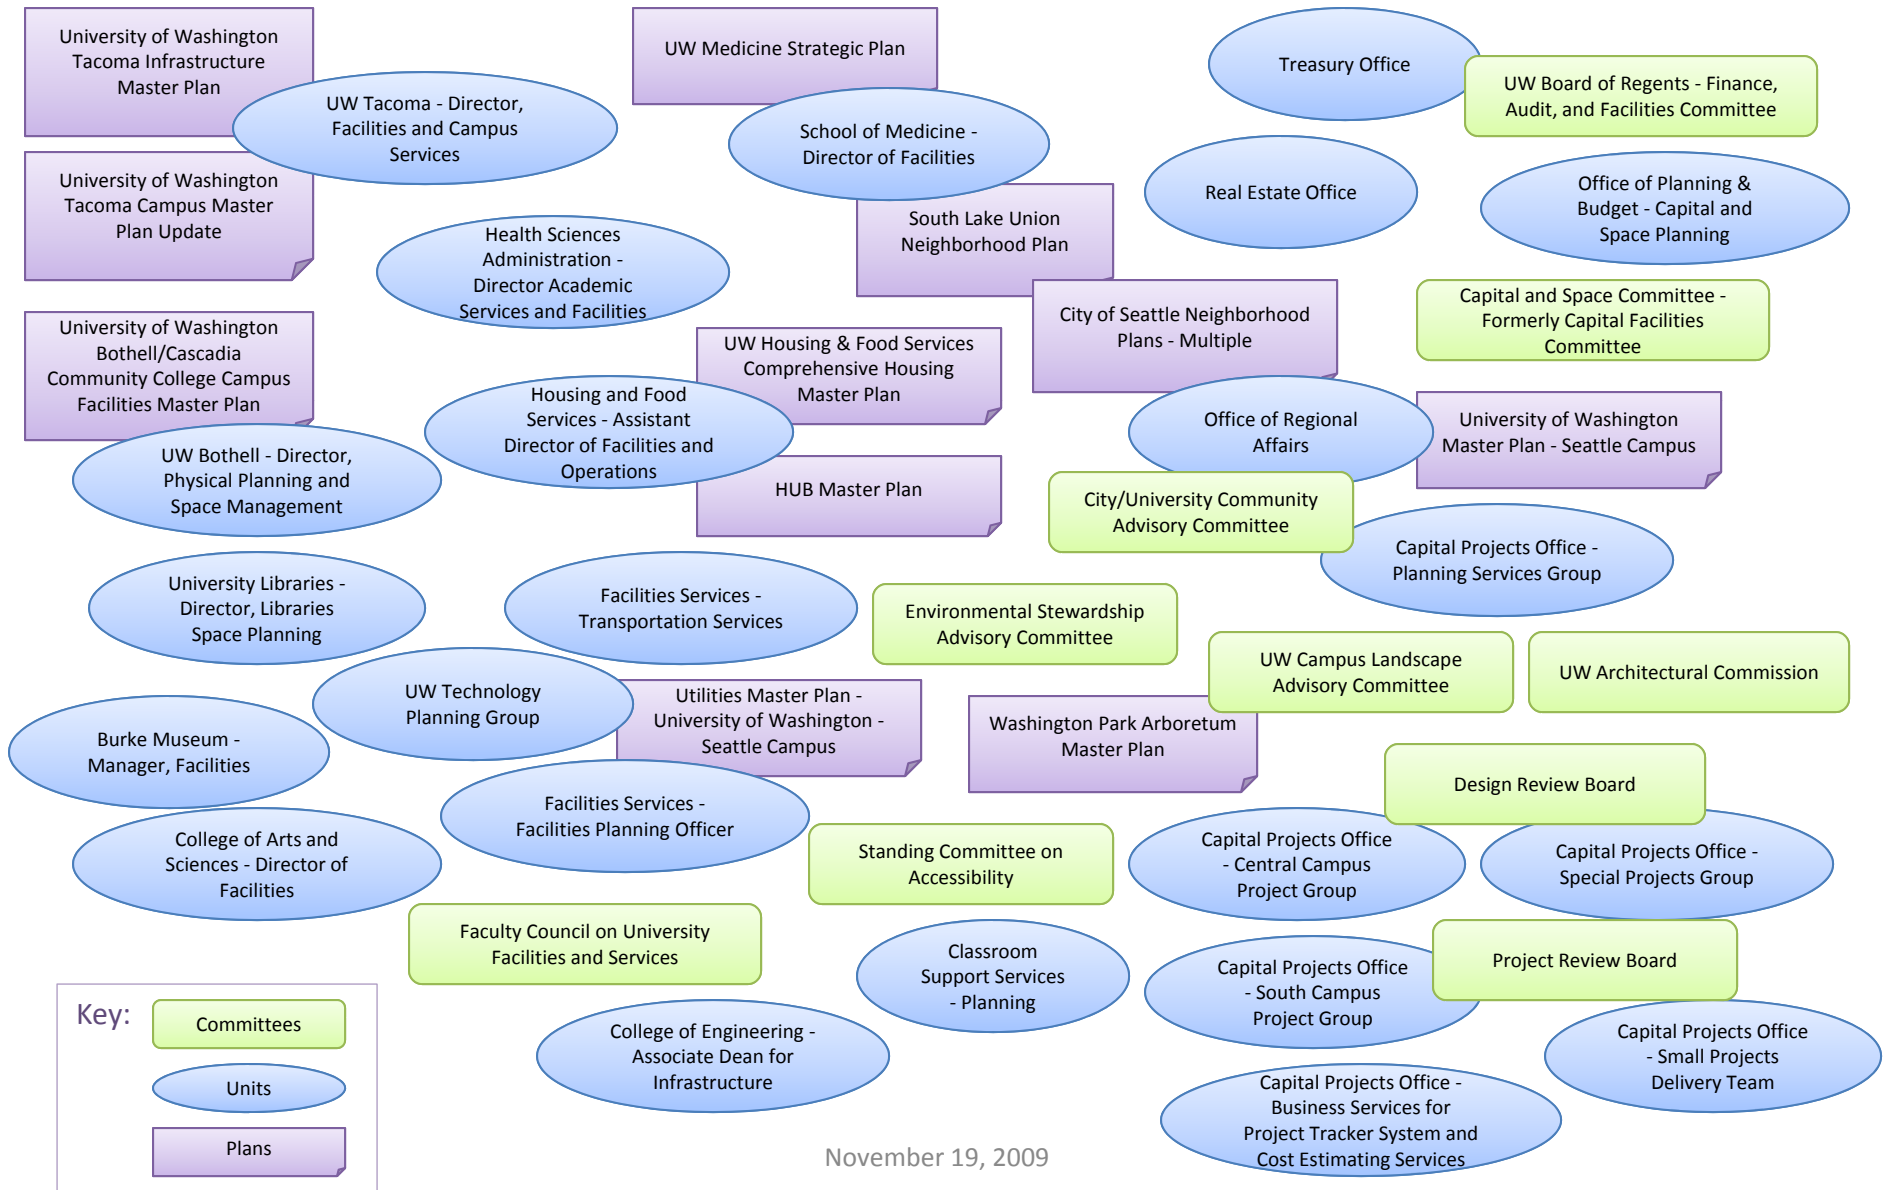 University of Washington
Tacoma Infrastructure
Master Plan
UW Tacoma - Director,
Facilities and Campus
Services
UW Medicine Strategic Plan
School of Medicine -
Director of Facilities
Treasury Office
UW Board of Regents - Finance,
Audit, and Facilities Committee
University of Washington
Tacoma Campus Master
Plan Update
Health Sciences
Administration -
Director Academic
Services and Facilities
South Lake Union
Neighborhood Plan
Real Estate Office
Office of Planning &
Budget - Capital and
Space Planning
University of Washington
Bothell/Cascadia
Community College Campus
Facilities Master Plan
UW Housing & Food Services
Comprehensive Housing
Master Plan
City of Seattle Neighborhood
Plans - Multiple
Capital and Space Committee -
Formerly Capital Facilities
Committee
UW Bothell - Director,
Physical Planning and
Space Management
Housing and Food
Services - Assistant
Director of Facilities and
Operations
HUB Master Plan
Office of Regional
Affairs
University of Washington
Master Plan - Seattle Campus
City/University Community
Advisory Committee
Capital Projects Office -
Planning Services Group
University Libraries -
Director, Libraries
Space Planning
Facilities Services -
Transportation Services
Environmental Stewardship
Advisory Committee
UW Campus Landscape
Advisory Committee
UW Architectural Commission
UW Technology
Planning Group
Utilities Master Plan -
University of Washington -
Seattle Campus
Washington Park Arboretum
Master Plan
Burke Museum -
Manager, Facilities
Facilities Services -
Facilities Planning Officer
Design Review Board
College of Arts and
Sciences - Director of
Facilities
Standing Committee on
Accessibility
Capital Projects Office
- Central Campus
Project Group
Capital Projects Office -
Special Projects Group
Faculty Council on University
Facilities and Services
Classroom
Support Services
- Planning
Capital Projects Office
- South Campus
Project Group
Project Review Board
College of Engineering -
Associate Dean for
Infrastructure
Capital Projects Office
- Small Projects
Delivery Team
Capital Projects Office -
Business Services for
Project Tracker System and
Cost Estimating Services
Key:
Committees
Units
Plans
November 19, 2009